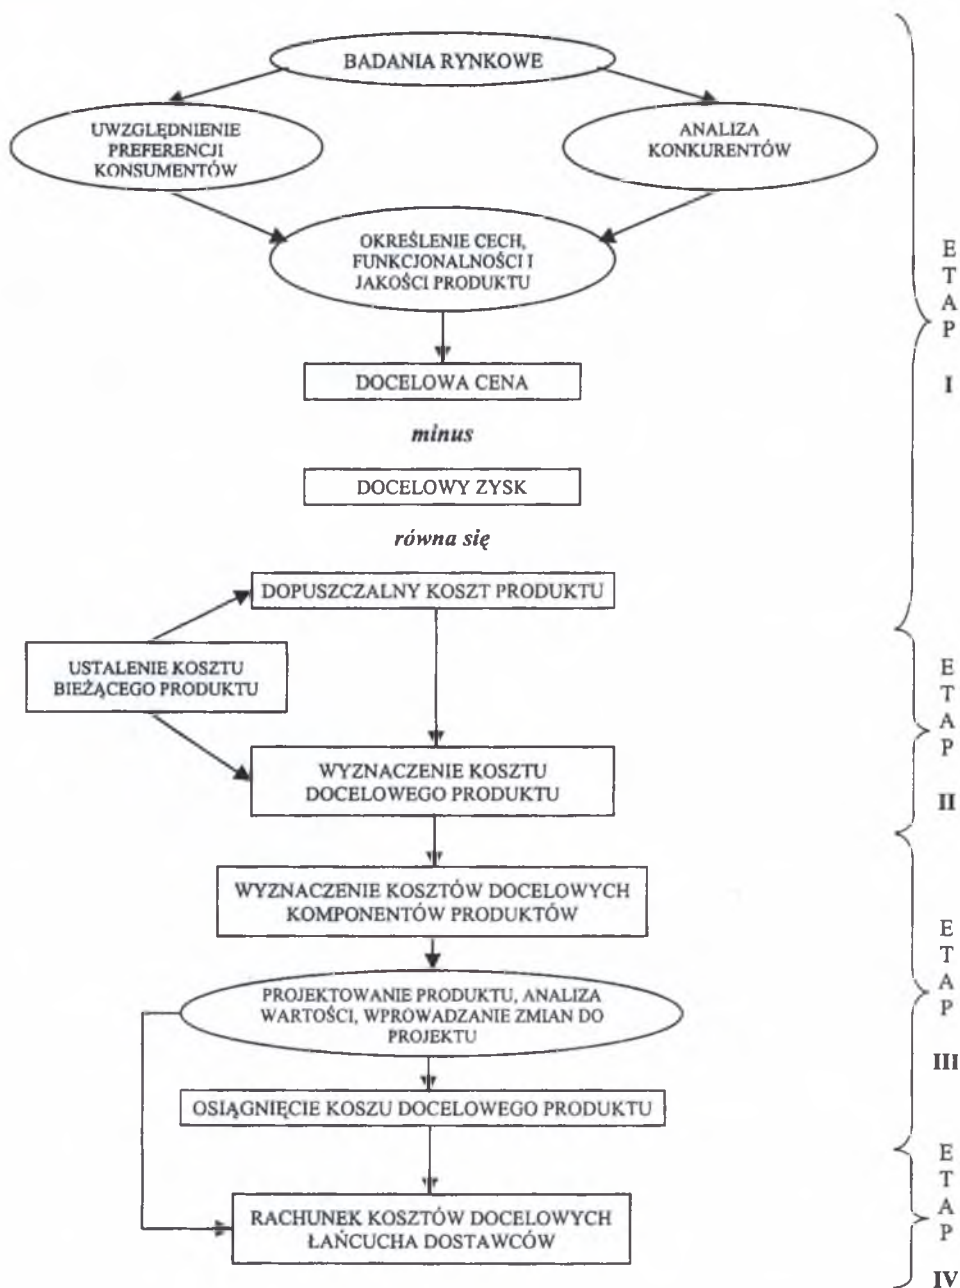 BADANIA RYNKOWE
UWZGLĘDNIENIE
PREFERENCJI
KONSUMENTÓW
ANALIZA
KONKURENTÓW
OKREŚLENIE CECH,
FUNKCJONALNOŚCI I
JAKOŚCI PRODUKTU
DOCELOWA CENA
minus
DOCELOWY ZYSK
równa się
DOPUSZCZALNY KOSZT PRODUKTU
E
T
A
P
I
USTALENIE KOSZTU
BIEŻĄCEGO PRODUKTU
WYZNACZENIE KOSZTU
DOCELOWEGO PRODUKTU
E
T
A
P
II
WYZNACZENIE KOSZTÓW DOCELOWYCH
KOMPONENTÓW PRODUKTÓW
PROJEKTOWANIE PRODUKTU, ANALIZA
WARTOŚCI, WPROWADZANIE ZMIAN DO
PROJEKTU
OSIĄGNIĘCIE KOSZU DOCELOWEGO PRODUKTU
E
T
A
P
III
RACHUNEK KOSZTÓW DOCELOWYCH
ŁAŃCUCHA DOSTAWCÓW
E
T
A
P
IV